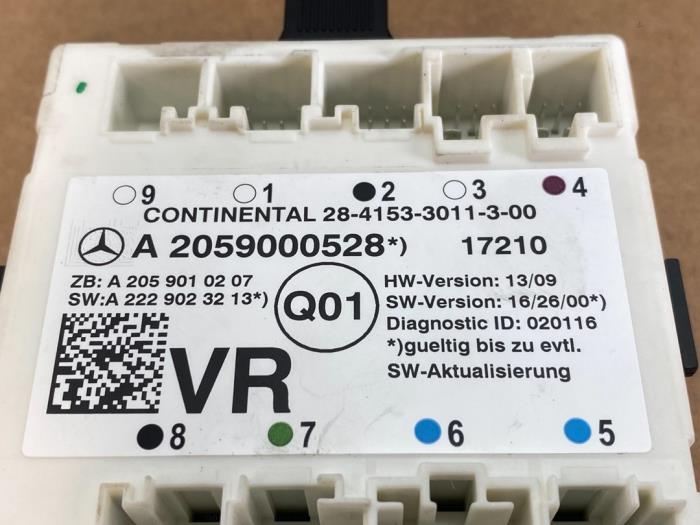 9 1 2 3 4
CONTINENTAL 28-4153-3011-3-00
A 2059000528*) 17210
ZB: A 205 901 02 07
SW:A 222 902 32 13*)
Q01
HW-Version: 13/09
SW-Version: 16/26/00*)
Diagnostic ID: 020116
*)gueltig bis zu evtl.
SW-Aktualisierung
VR
8 7 6 5